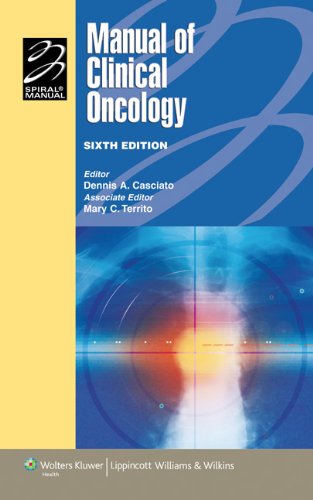 SPIRAL® MANUAL
Manual of
Clinical
Oncology
SIXTH EDITION
Editor
Dennis A. Casciato
Associate Editor
Mary C. Territo
Wolters Kluwer | Lippincott Williams & Wilkins
Health